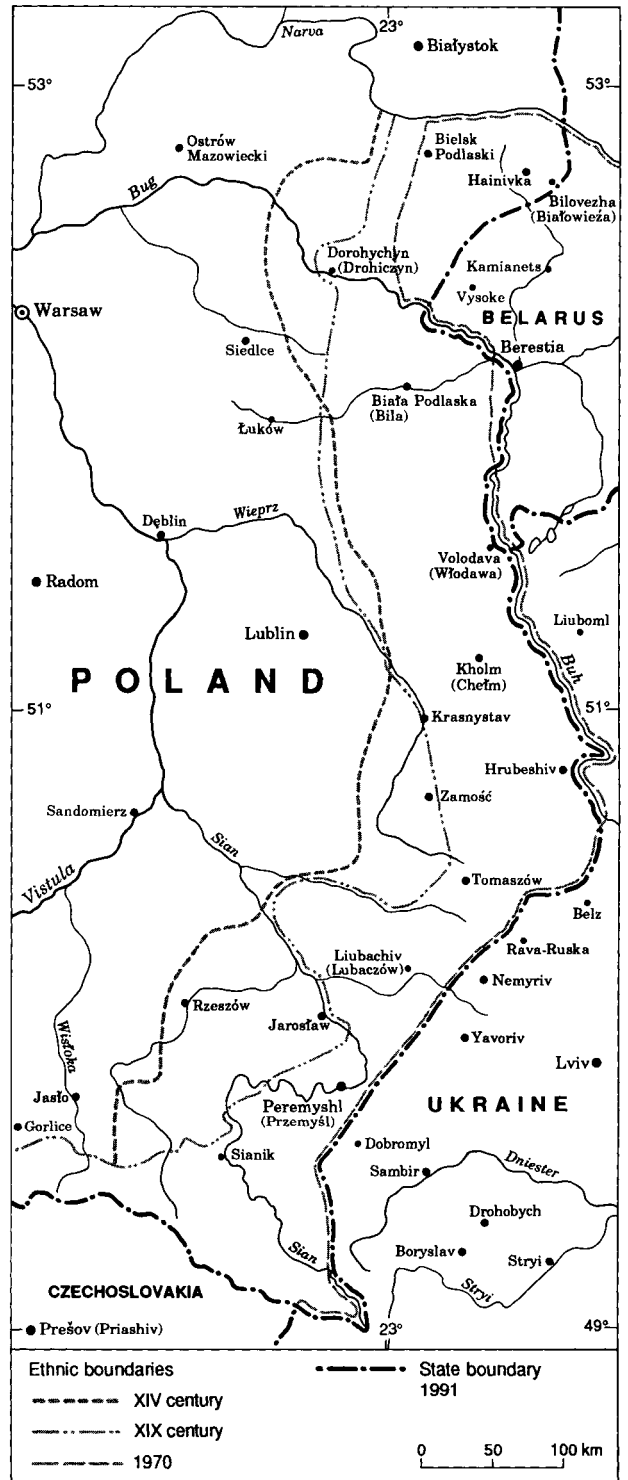 23°
Narva
Białystok
53°
53°
Ostrów
Mazowiecki
Bielsk
Podlaski
Hainivka
Bilovezha
(Białowieża)
Bug
Dorohychyn
(Drohiczyn)
Kamianets
Vysoke
Warsaw
BELARUS
Siedlce
Berestia
Biała Podlaska
(Bila)
Łuków
Wieprz
Dęblin
Volodava
(Włodawa)
Radom
Liuboml
Lublin
Kholm
(Chełm)
Buh
POLAND
51°
51°
Krasnystav
Hrubeshiv
Zamość
Sandomierz
Sian
Vistula
Tomaszów
Belz
Rava-Ruska
Liubachiv
(Lubaczów)
Nemyriv
Rzeszów
Jarosław
Wisłoka
Yavoriv
Lviv
Jasło
Peremyshl
(Przemyśl)
UKRAINE
Gorlice
Dobromyl
Sianik
Sambir
Dniester
Drohobych
Sian
Boryslav
Stryi
Stryi
CZECHOSLOVAKIA
Prešov (Priashiv)
23°
49°
Ethnic boundaries
XIV century
XIX century
1970
State boundary
1991
0 50 100 km